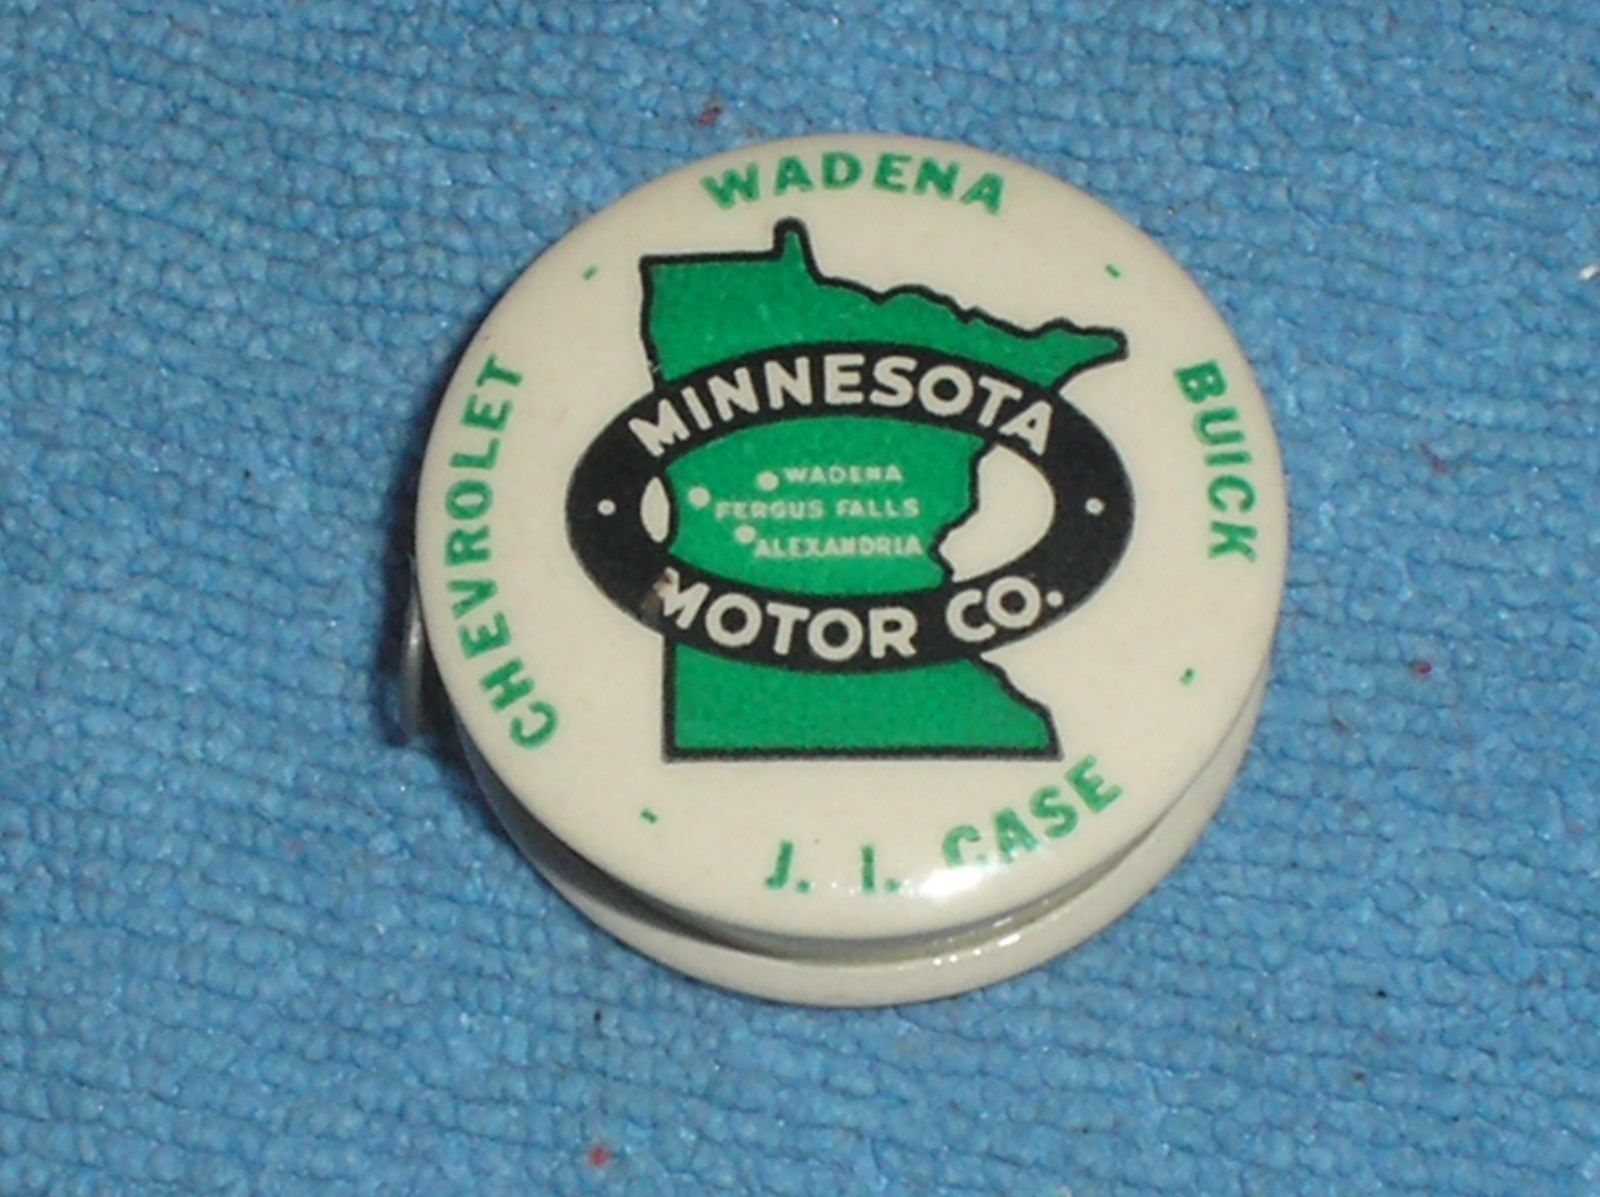 WADENA
BUICK
J. I. CASE
CHEVROLET
MINNESOTA
WADENA
FERGUS FALLS
ALEXANDRIA
MOTOR CO.